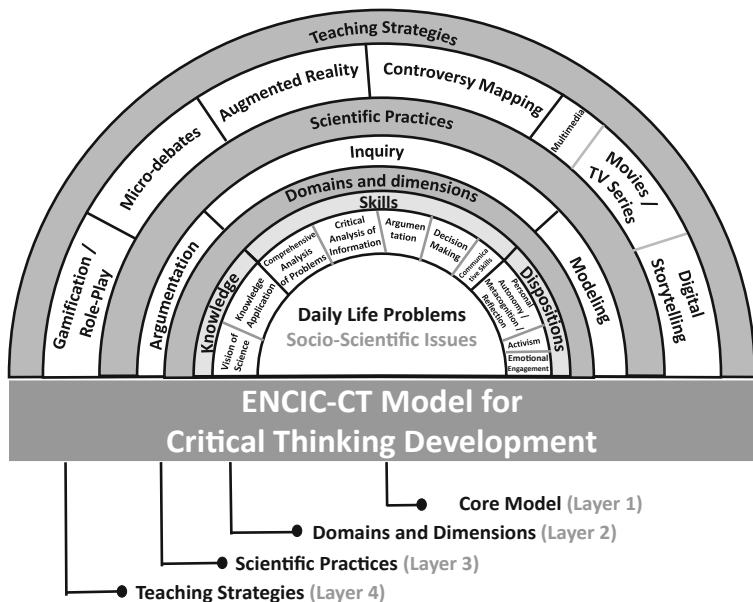 Teaching Strategies
Gamification /
Role-Play
Micro-debates
Augmented Reality
Controversy Mapping
Multimedia
Movies /
TV Series
Digital
Storytelling
Scientific Practices
Argumentation
Inquiry
Modeling
Domains and dimensions
Knowledge
Skills
Dispositions
Vision of
Science
Knowledge
Application
Comprehensive
Analysis
of Problems
Critical
Analysis of
Information
Argumen
tation
Decision
Making
Communica
tive Skills
Personal
Autonomy /
Metacognition /
Reflection
Activism
Emotional
Engagement
Daily Life Problems
Socio-Scientific Issues
ENCIC-CT Model for
Critical Thinking Development
Core Model (Layer 1)
Domains and Dimensions (Layer 2)
Scientific Practices (Layer 3)
Teaching Strategies (Layer 4)